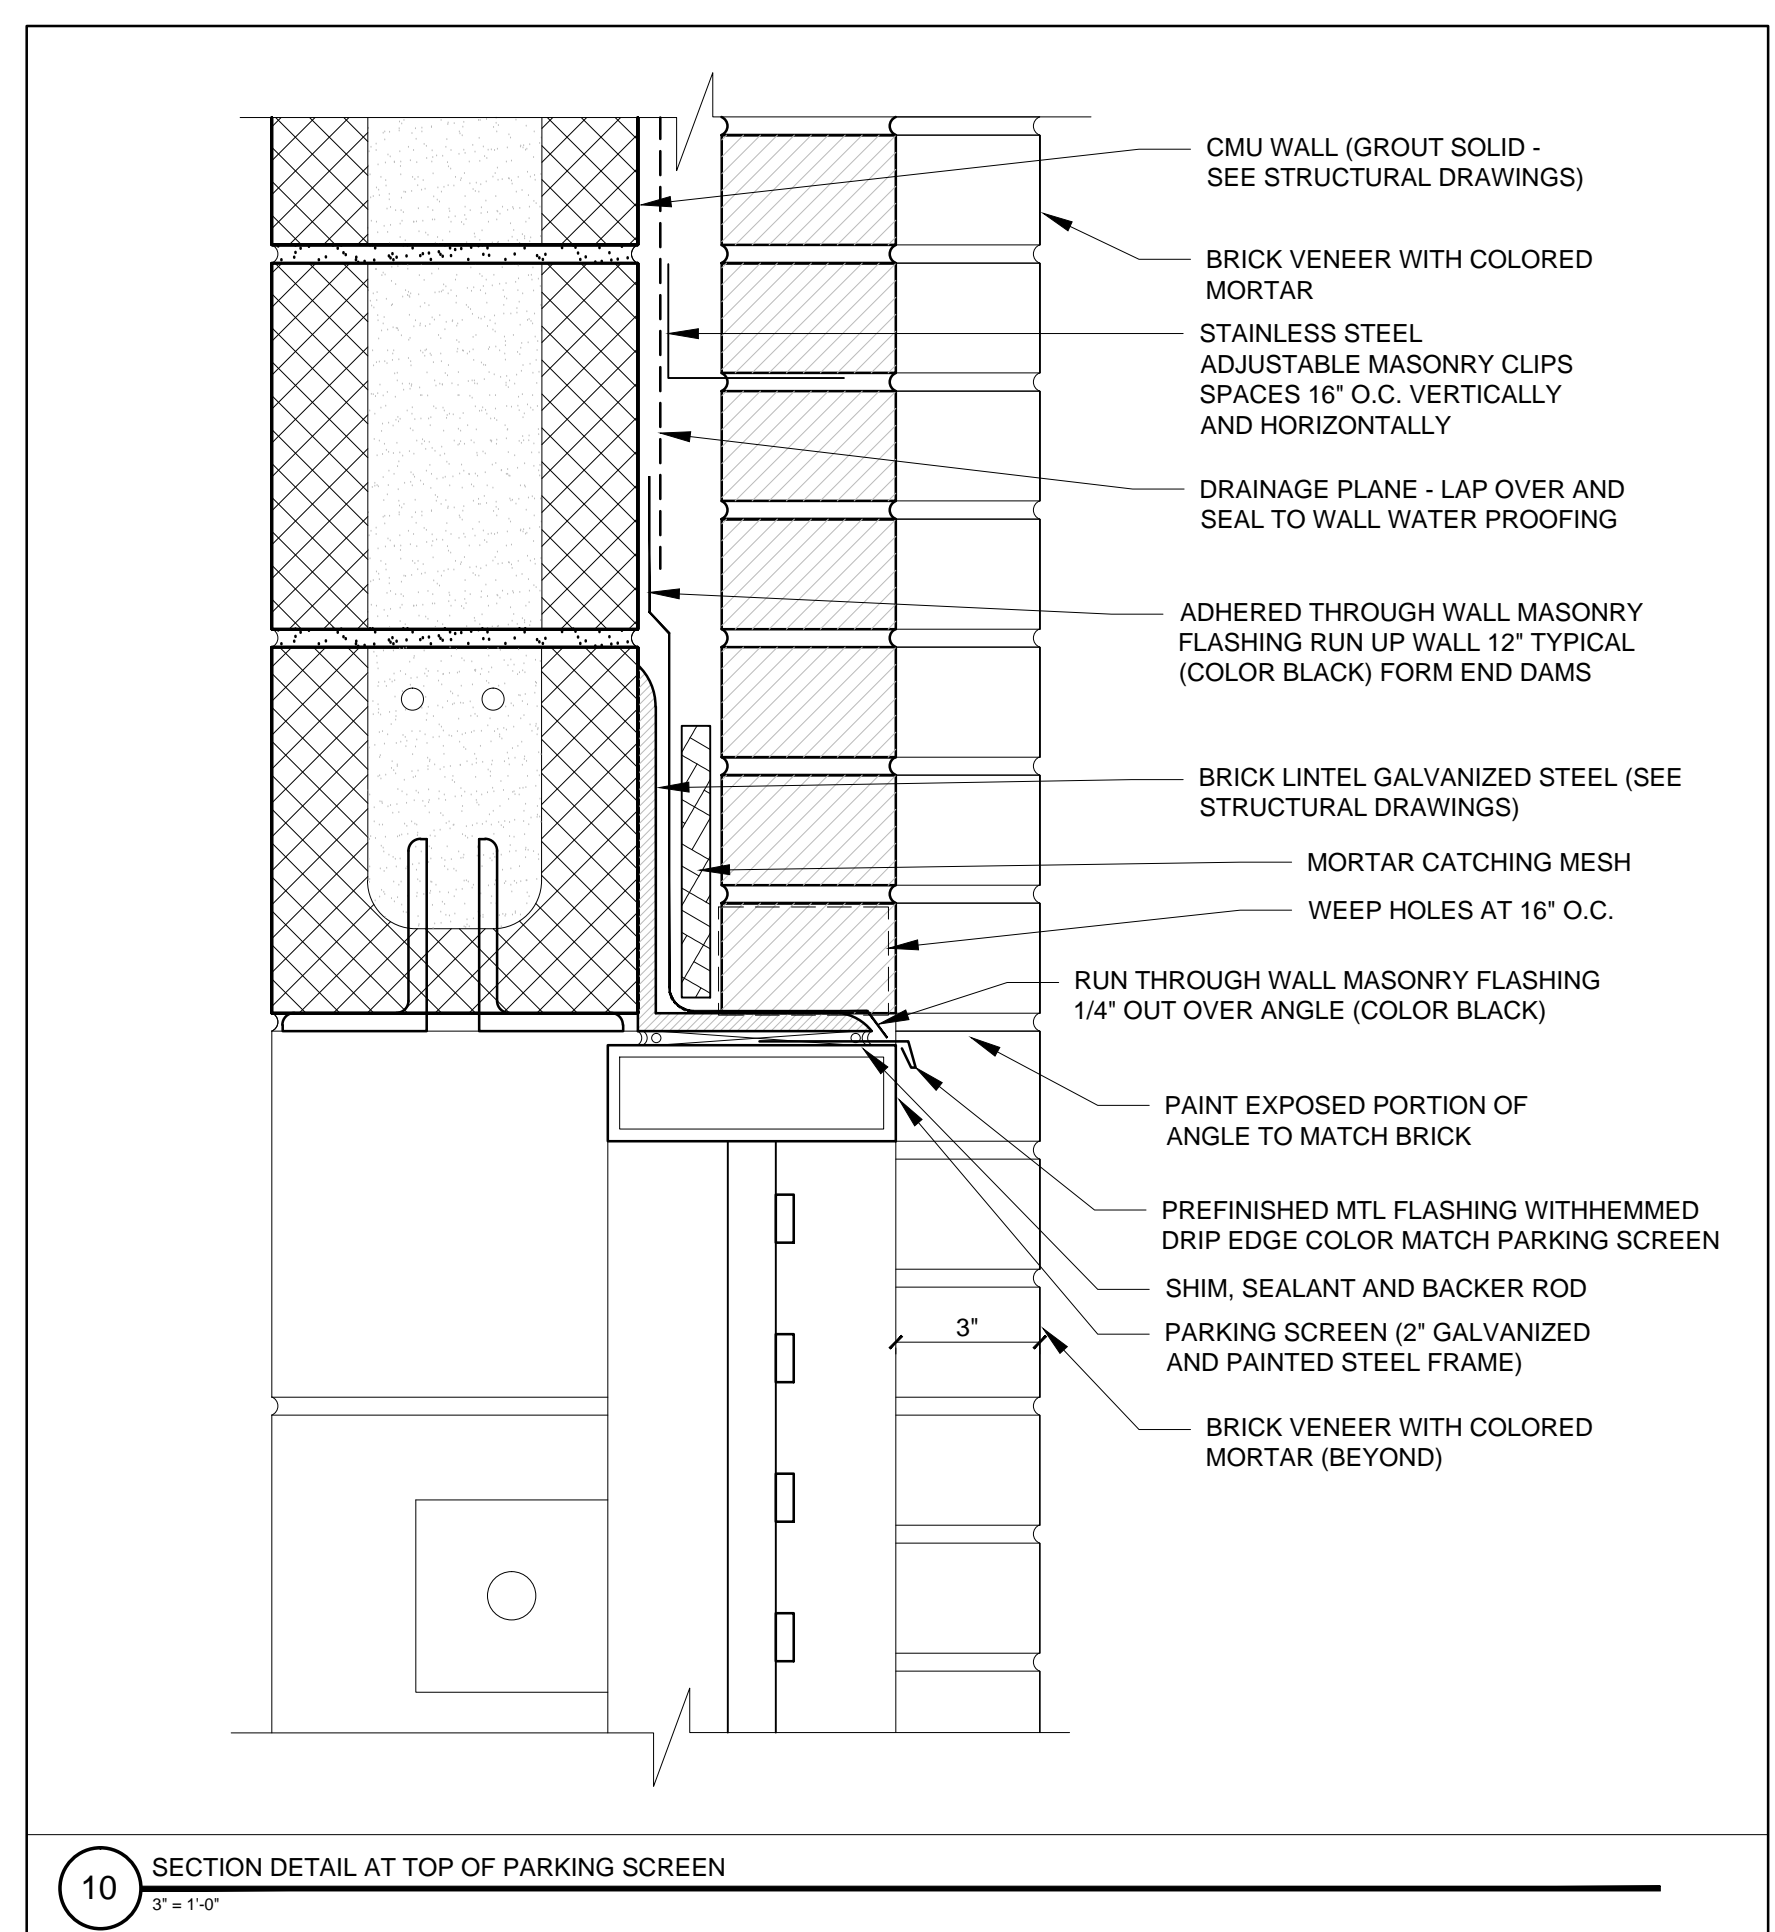 CMU WALL (GROUT SOLID -
SEE STRUCTURAL DRAWINGS)
BRICK VENEER WITH COLORED
MORTAR
STAINLESS STEEL
ADJUSTABLE MASONRY CLIPS
SPACES 16" O.C. VERTICALLY
AND HORIZONTALLY
DRAINAGE PLANE - LAP OVER AND
SEAL TO WALL WATER PROOFING
ADHERED THROUGH WALL MASONRY
FLASHING RUN UP WALL 12" TYPICAL
(COLOR BLACK) FORM END DAMS
BRICK LINTEL GALVANIZED STEEL (SEE
STRUCTURAL DRAWINGS)
MORTAR CATCHING MESH
WEEP HOLES AT 16" O.C.
RUN THROUGH WALL MASONRY FLASHING
1/4" OUT OVER ANGLE (COLOR BLACK)
PAINT EXPOSED PORTION OF
ANGLE TO MATCH BRICK
PREFINISHED MTL FLASHING WITHHEMMED
DRIP EDGE COLOR MATCH PARKING SCREEN
SHIM, SEALANT AND BACKER ROD
3"
PARKING SCREEN (2" GALVANIZED
AND PAINTED STEEL FRAME)
BRICK VENEER WITH COLORED
MORTAR (BEYOND)
10
SECTION DETAIL AT TOP OF PARKING SCREEN
3" = 1'-0"